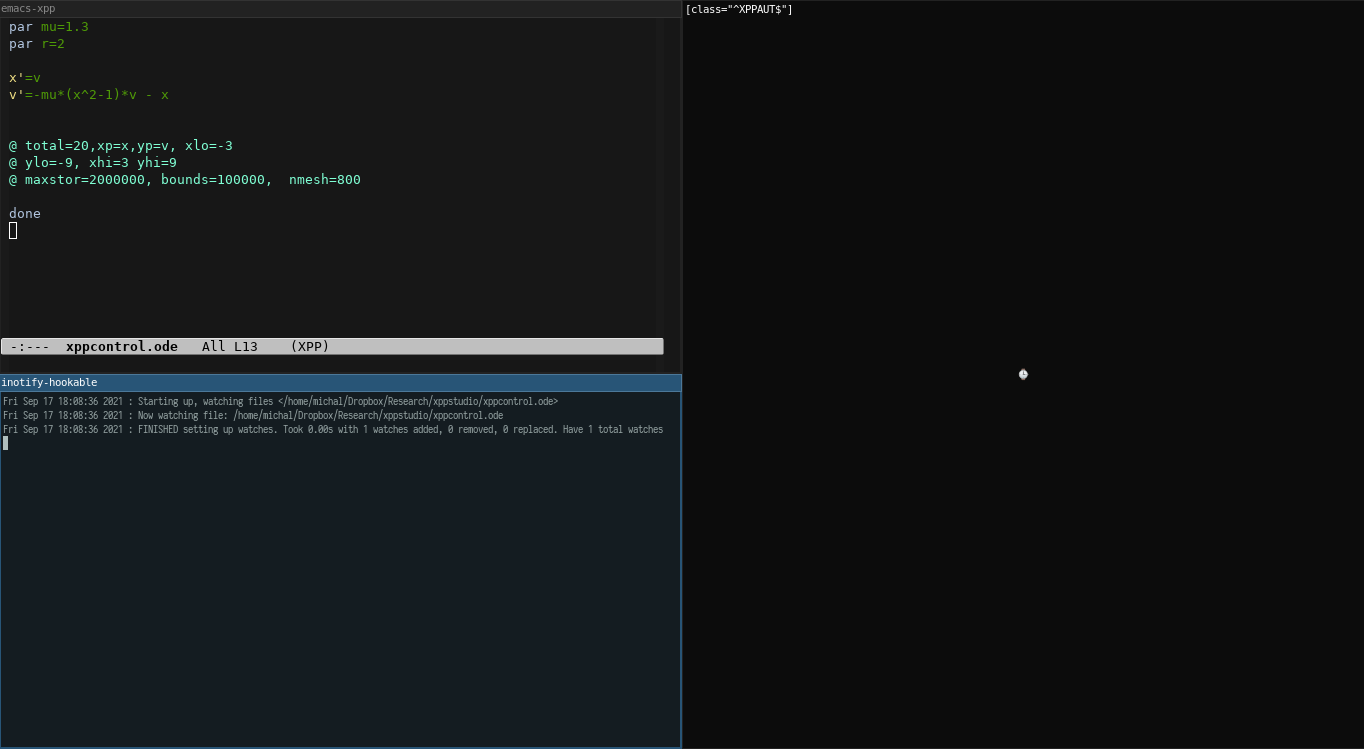 emacs-xpp
par mu=1.3
par r=2
x'=v
v'=-mu*(x^2-1)*v - x
@ total=20,xp=x,yp=v, xlo=-3
@ ylo=-9, xhi=3 yhi=9
@ maxstor=2000000, bounds=100000,  nmesh=800
done
-:---  xppcontrol.ode   All L13    (XPP)
inotify-hookable
Fri Sep 17 18:08:36 2021 : Starting up, watching files </home/michal/Dropbox/Research/xppstudio/xppcontrol.ode>
Fri Sep 17 18:08:36 2021 : Now watching file: /home/michal/Dropbox/Research/xppstudio/xppcontrol.ode
Fri Sep 17 18:08:36 2021 : FINISHED setting up watches. Took 0.00s with 1 watches added, 0 removed, 0 replaced. Have 1 total watches
[class="^XPPAUT$"]